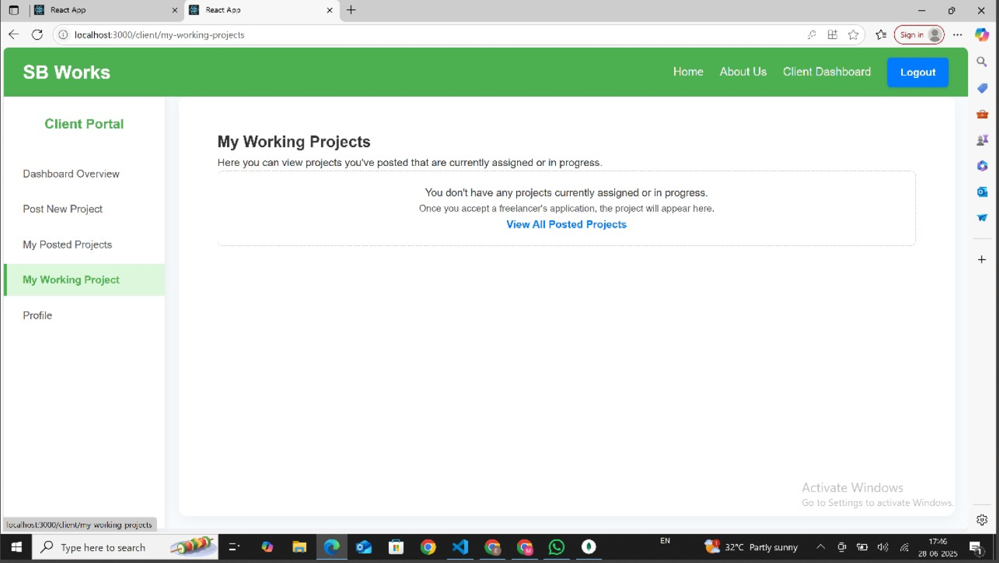 React App
React App
localhost:3000/client/my-working-projects
Sign in
SB Works
Home
About Us
Client Dashboard
Logout
Client Portal
Dashboard Overview
Post New Project
My Posted Projects
My Working Project
Profile
My Working Projects
Here you can view projects you've posted that are currently assigned or in progress.
You don't have any projects currently assigned or in progress.
Once you accept a freelancer's application, the project will appear here.
View All Posted Projects
Activate Windows
Go to Settings to activate Windows.
localhost:3000/client/my-working-projects
Type here to search
EN
1
32°C Partly sunny
17:46
28-06-2025
1
E
M